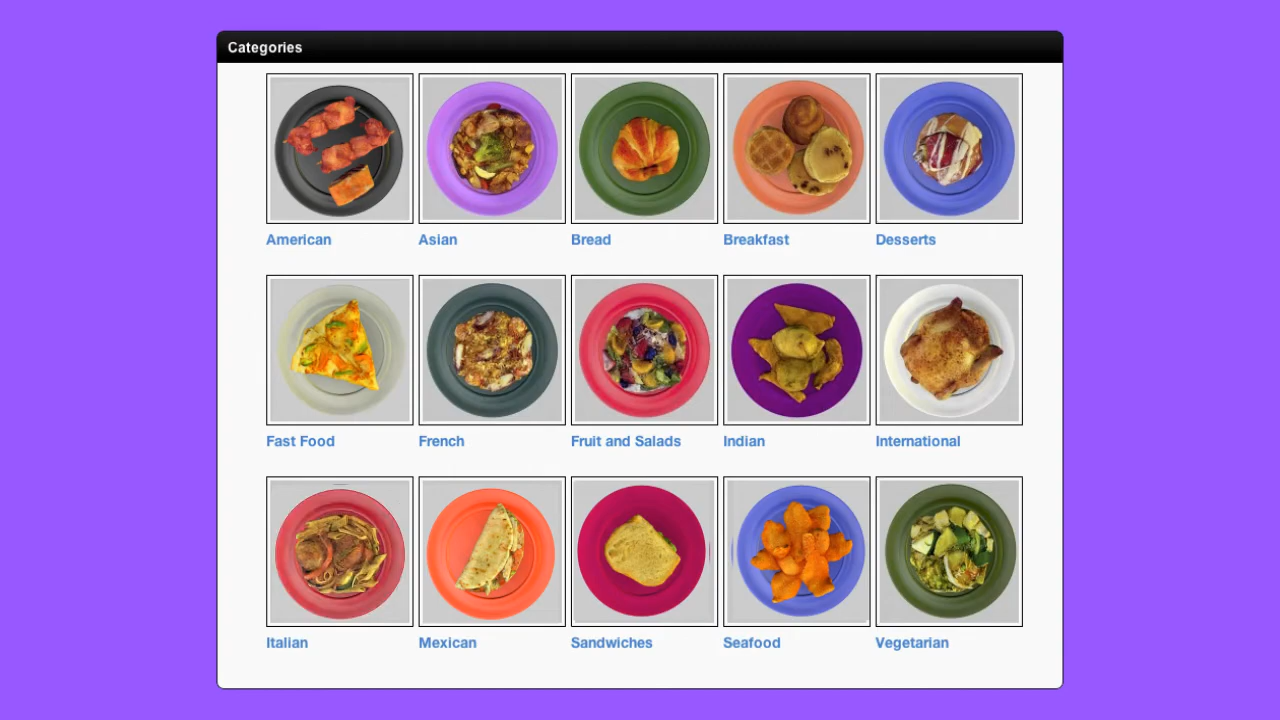 Categories
American
Asian
Bread
Breakfast
Desserts
Fast Food
French
Fruit and Salads
Indian
International
Italian
Mexican
Sandwiches
Seafood
Vegetarian